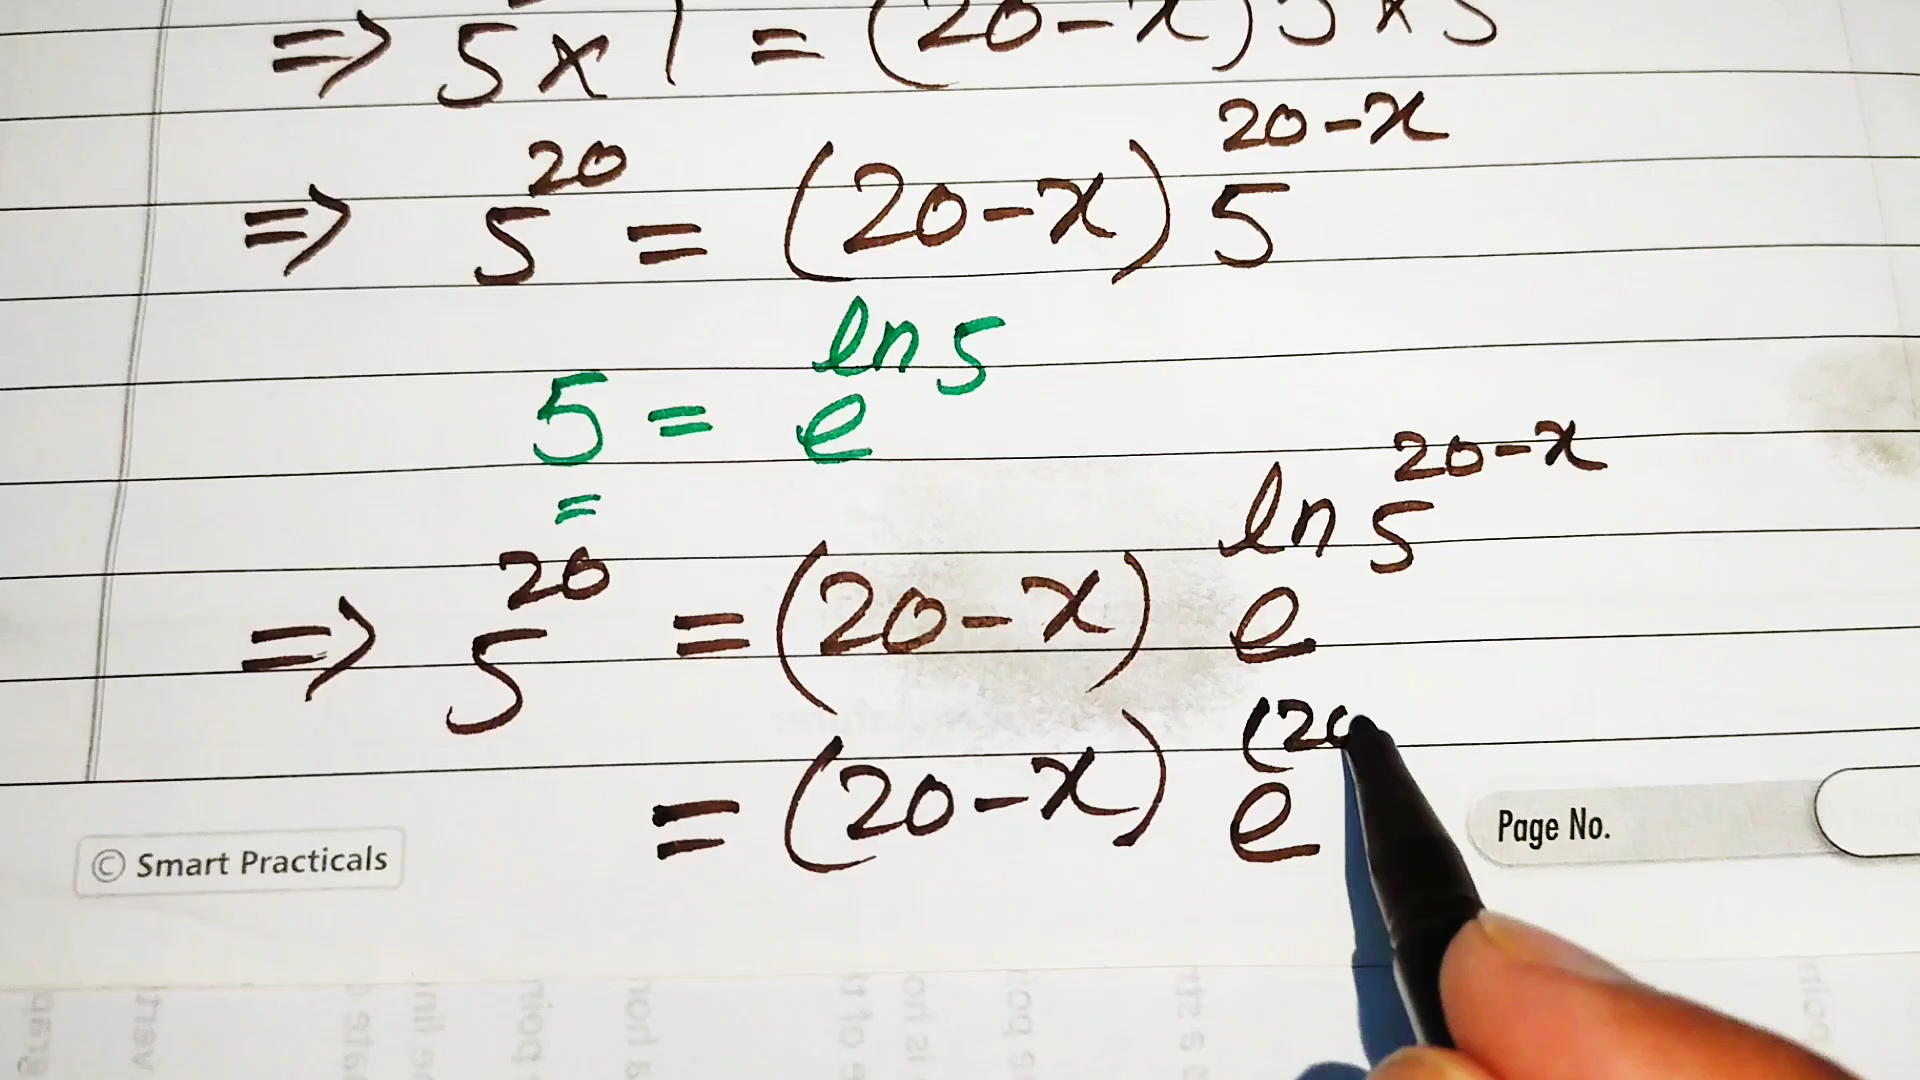 ⇒ 5 × 1 = (20-x) 5 × 5
⇒ 5^20 = (20-x) 5^20-x
5 = e^ln 5
=
⇒ 5^20 = (20-x) e^ln 5^20-x
= (20-x) e^(20
© Smart Practicals
Page No.